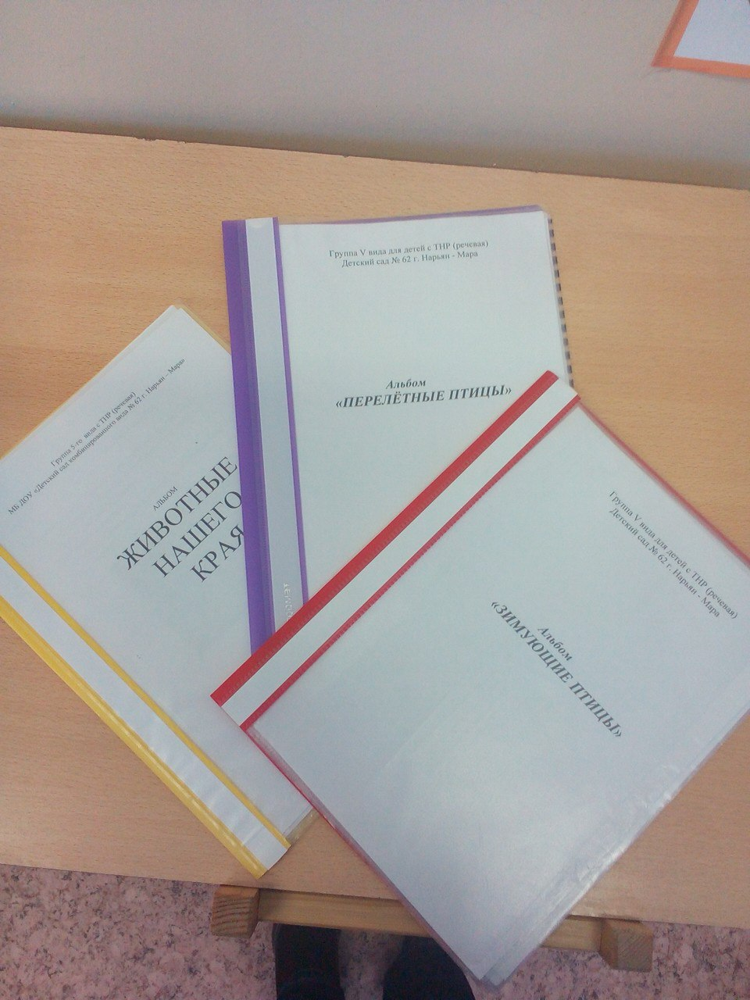 Группа V вида для детей с ТНР (речевая)
Детский сад № 62 г. Нарьян - Мара
Альбом
«ПЕРЕЛЁТНЫЕ ПТИЦЫ»
Группа 5-го вида с ТНР (речевая)
МБ ДОУ «Детский сад комбинированного вида № 62 г. Нарьян – Мара»
АЛЬБОМ
ЖИВОТНЫЕ
НАШЕГО
КРАЯ
Группа V вида для детей с ТНР (речевая)
Детский сад № 62 г. Нарьян - Мара
Альбом
«ЗИМУЮЩИЕ ПТИЦЫ»